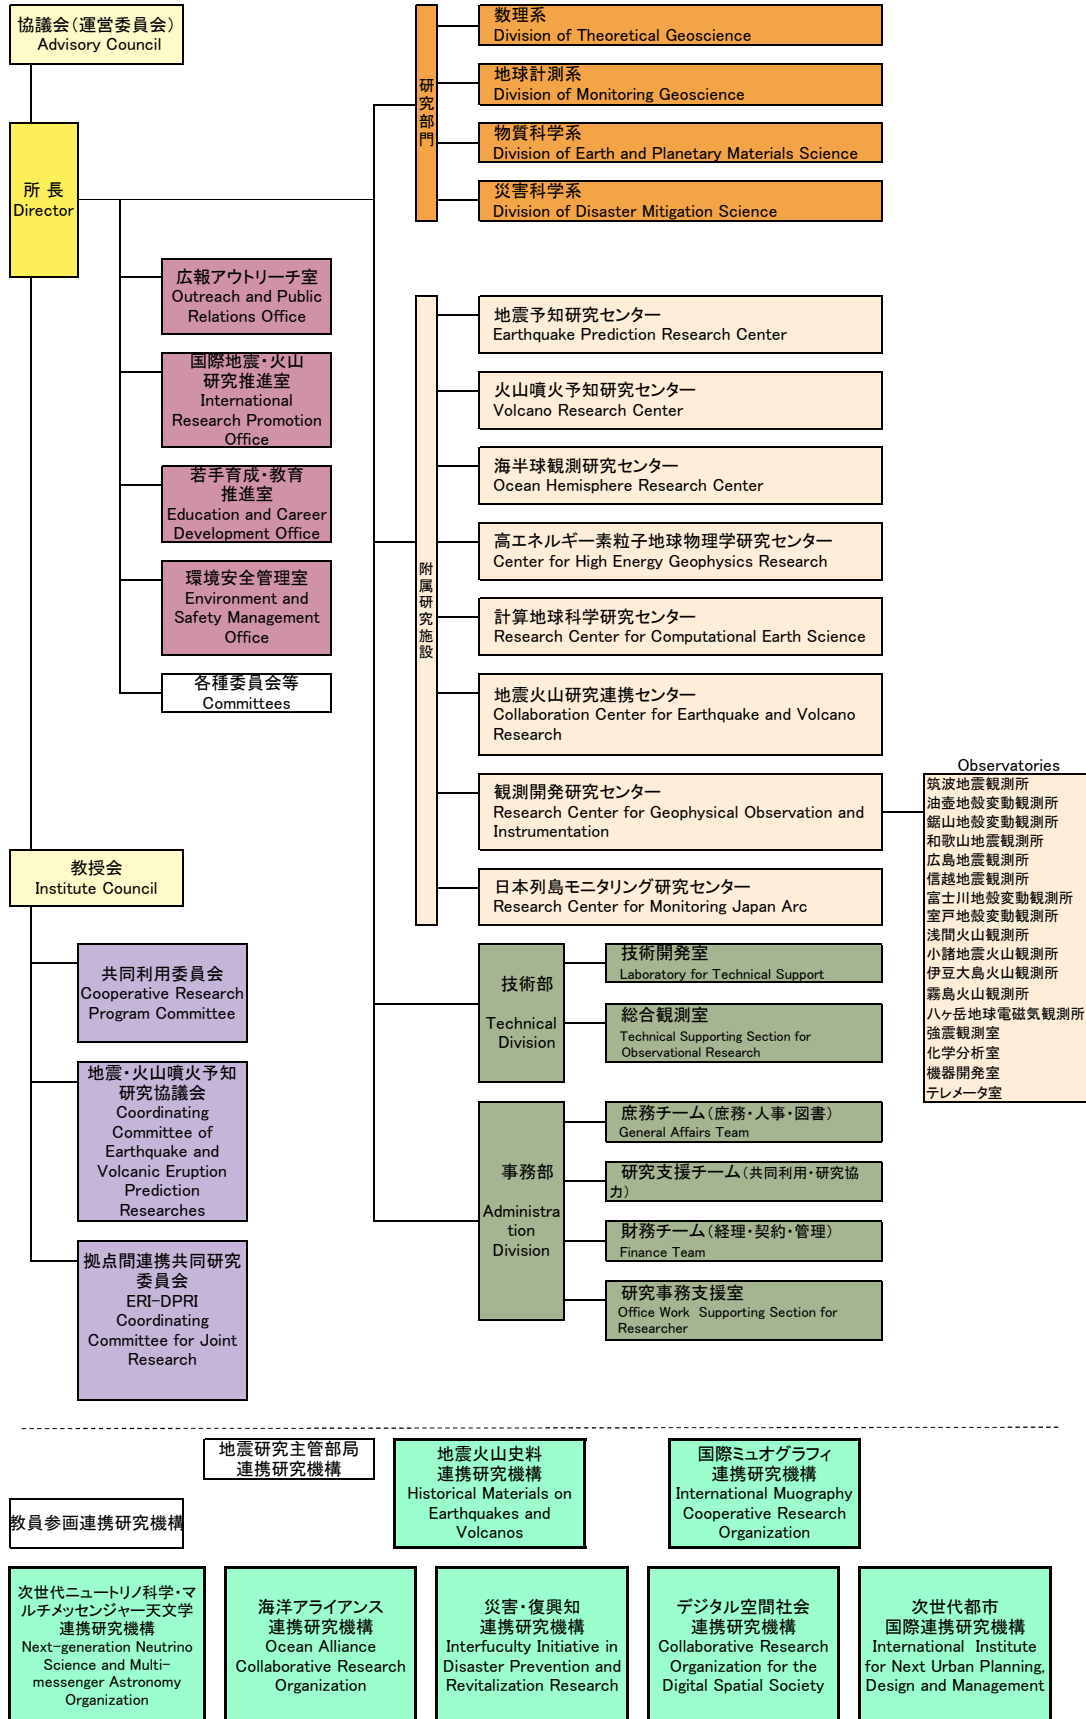 協議会(運営委員会)
Advisory Council
所 長
Director
研究部門
数理系
Division of Theoretical Geoscience
地球計測系
Division of Monitoring Geoscience
物質科学系
Division of Earth and Planetary Materials Science
災害科学系
Division of Disaster Mitigation Science
広報アウトリーチ室
Outreach and Public
Relations Office
国際地震・火山
研究推進室
International
Research Promotion
Office
若手育成・教育
推進室
Education and Career
Development Office
環境安全管理室
Environment and
Safety Management
Office
各種委員会等
Committees
附属研究施設
地震予知研究センター
Earthquake Prediction Research Center
火山噴火予知研究センター
Volcano Research Center
海半球観測研究センター
Ocean Hemisphere Research Center
高エネルギー素粒子地球物理学研究センター
Center for High Energy Geophysics Research
計算地球科学研究センター
Research Center for Computational Earth Science
地震火山研究連携センター
Collaboration Center for Earthquake and Volcano
Research
観測開発研究センター
Research Center for Geophysical Observation and
Instrumentation
日本列島モニタリング研究センター
Research Center for Monitoring Japan Arc
Observatories
筑波地震観測所
油壷地殻変動観測所
鋸山地殻変動観測所
和歌山地震観測所
広島地震観測所
信越地震観測所
富士川地殻変動観測所
室戸地殻変動観測所
浅間火山観測所
小諸地震火山観測所
伊豆大島火山観測所
霧島火山観測所
八ヶ岳地球電磁気観測所
強震観測室
化学分析室
機器開発室
テレメータ室
教授会
Institute Council
共同利用委員会
Cooperative Research
Program Committee
地震・火山噴火予知
研究協議会
Coordinating
Committee of
Earthquake and
Volcanic Eruption
Prediction
Researches
拠点間連携共同研究
委員会
ERI-DPRI
Coordinating
Committee for Joint
Research
技術部
Technical
Division
技術開発室
Laboratory for Technical Support
総合観測室
Technical Supporting Section for
Observational Research
事務部
Administra
tion
Division
庶務チーム(庶務・人事・図書)
General Affairs Team
研究支援チーム(共同利用・研究協
力)
財務チーム(経理・契約・管理)
Finance Team
研究事務支援室
Office Work Supporting Section for
Researcher
地震研究主管部局
連携研究機構
地震火山史料
連携研究機構
Historical Materials on
Earthquakes and
Volcanos
国際ミュオグラフィ
連携研究機構
International Muography
Cooperative Research
Organization
教員参画連携研究機構
次世代ニュートリノ科学・マ
ルチメッセンジャー天文学
連携研究機構
Next-generation Neutrino
Science and Multi-
messenger Astronomy
Organization
海洋アライアンス
連携研究機構
Ocean Alliance
Collaborative Research
Organization
災害・復興知
連携研究機構
Interfuculty Initiative in
Disaster Prevention and
Revitalization Research
デジタル空間社会
連携研究機構
Collaborative Research
Organization for the
Digital Spatial Society
次世代都市
国際連携研究機構
International Institute
for Next Urban Planning,
Design and Management